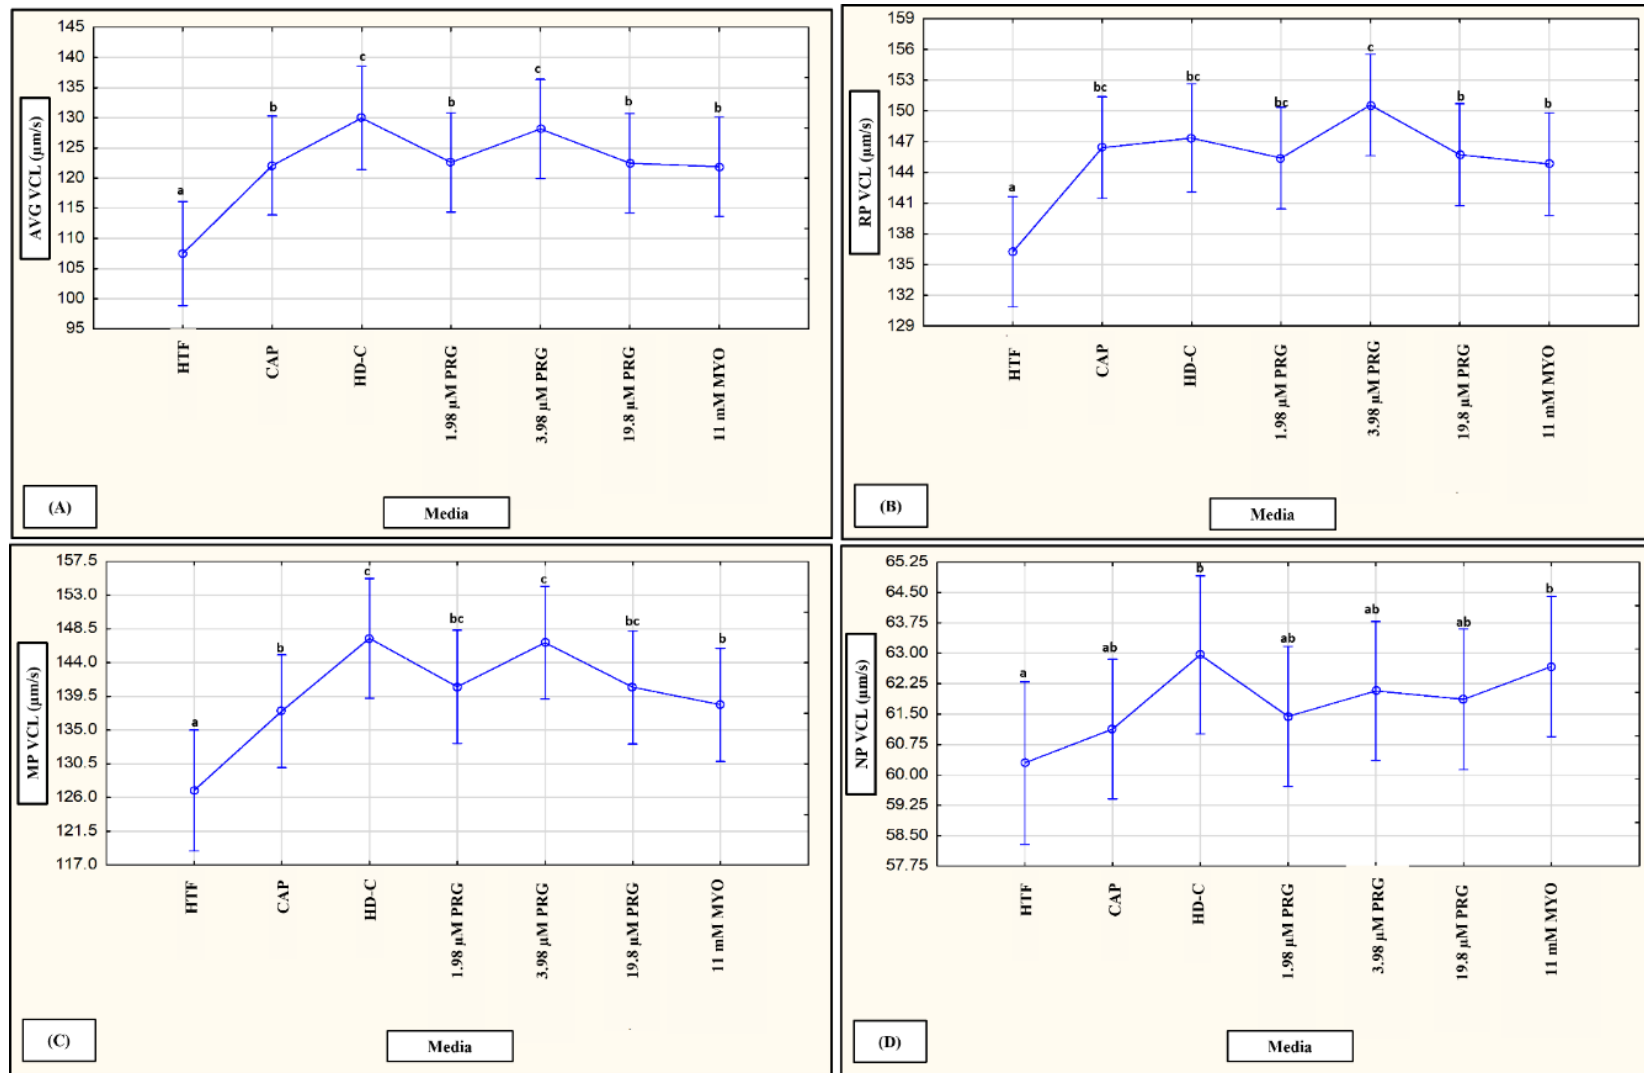 145
140
135
130
125
120
115
110
105
100
95
AVG VCL (µm/s)
a
b
c
b
c
b
b
HTF
CAP
HD-C
1.98 µM PRG
3.98 µM PRG
19.8 µM PRG
11 mM MYO
(A)
Media
159
156
153
150
147
144
141
138
135
132
129
RP VCL (µm/s)
a
bc
bc
bc
c
b
b
HTF
CAP
HD-C
1.98 µM PRG
3.98 µM PRG
19.8 µM PRG
11 mM MYO
(B)
Media
157.5
153.0
148.5
144.0
139.5
135.0
130.5
126.0
121.5
117.0
MP VCL (µm/s)
a
b
c
bc
c
bc
b
HTF
CAP
HD-C
1.98 µM PRG
3.98 µM PRG
19.8 µM PRG
11 mM MYO
(C)
Media
65.25
64.50
63.75
63.00
62.25
61.50
60.75
60.00
59.25
58.50
57.75
NP VCL (µm/s)
a
ab
b
ab
ab
ab
b
HTF
CAP
HD-C
1.98 µM PRG
3.98 µM PRG
19.8 µM PRG
11 mM MYO
(D)
Media